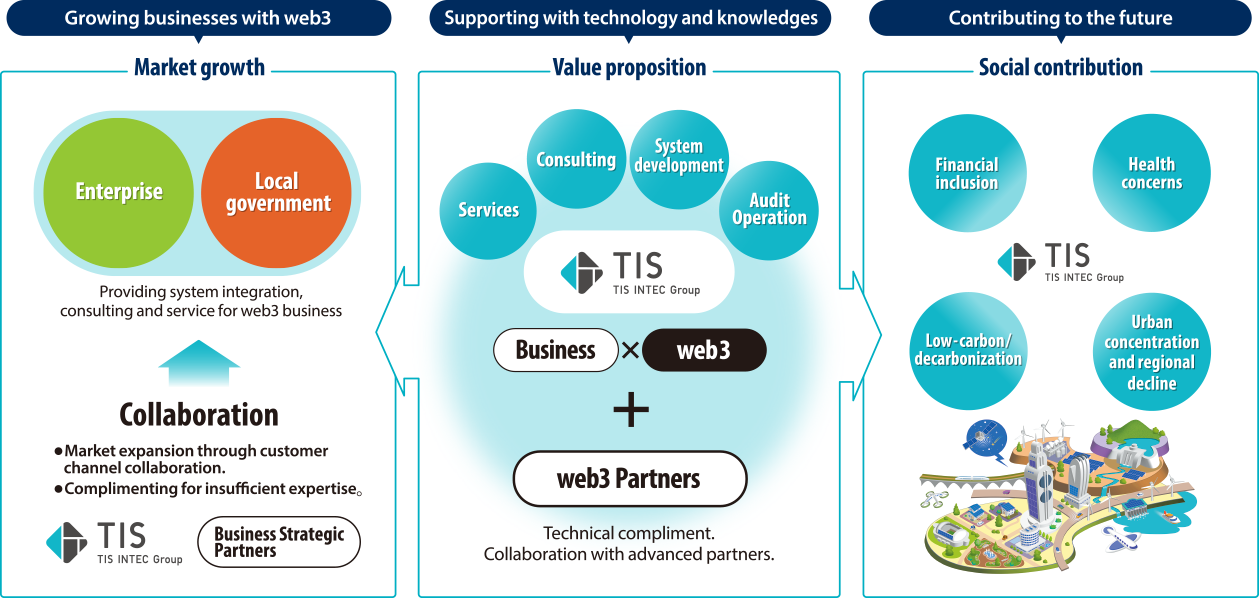 Growing businesses with web3
Market growth
Enterprise
Local
government
Providing system integration,
consulting and service for web3 business
Collaboration
●Market expansion through customer
channel collaboration.
●Complimenting for insufficient expertise。
TIS
TIS INTEC Group
Business Strategic
Partners
Supporting with technology and knowledges
Value proposition
Services
Consulting
System
development
Audit
Operation
TIS
TIS INTEC Group
Business × web3
+
web3 Partners
Technical compliment.
Collaboration with advanced partners.
Contributing to the future
Social contribution
Financial
inclusion
Health
concerns
TIS
TIS INTEC Group
Low-carbon/
decarbonization
Urban
concentration
and regional
decline